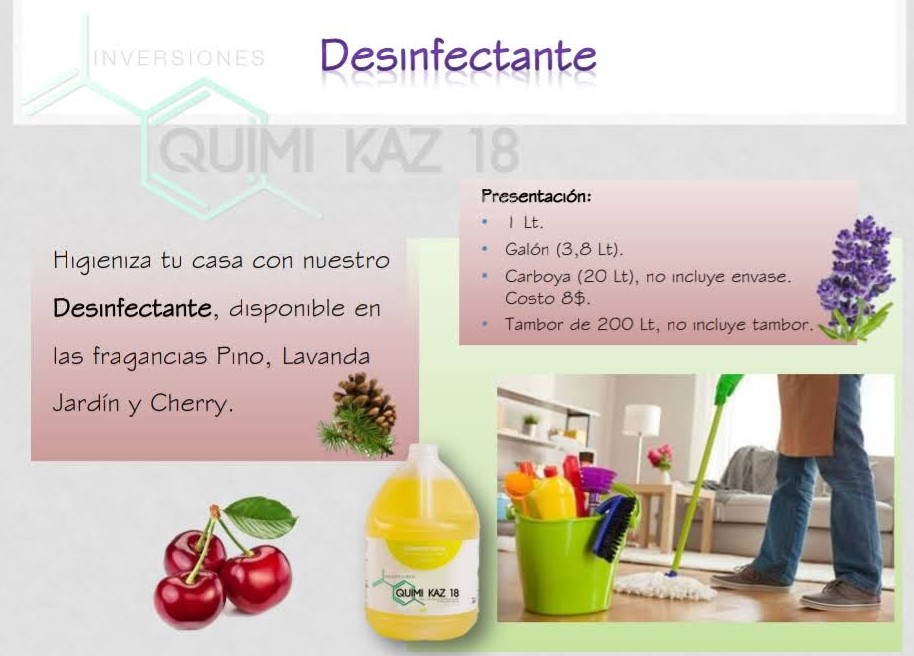 INVERSIONES
Desinfectante
QUIMI KAZ 18
Presentación:
• 1 Lt.
• Galón (3,8 Lt).
• Carboya (20 Lt), no incluye envase.
Costo 8$.
• Tambor de 200 Lt, no incluye tambor.
Higieniza tu casa con nuestro
Desinfectante, disponible en
las fragancias Pino, Lavanda
Jardín y Cherry.
QUIMI KAZ 18